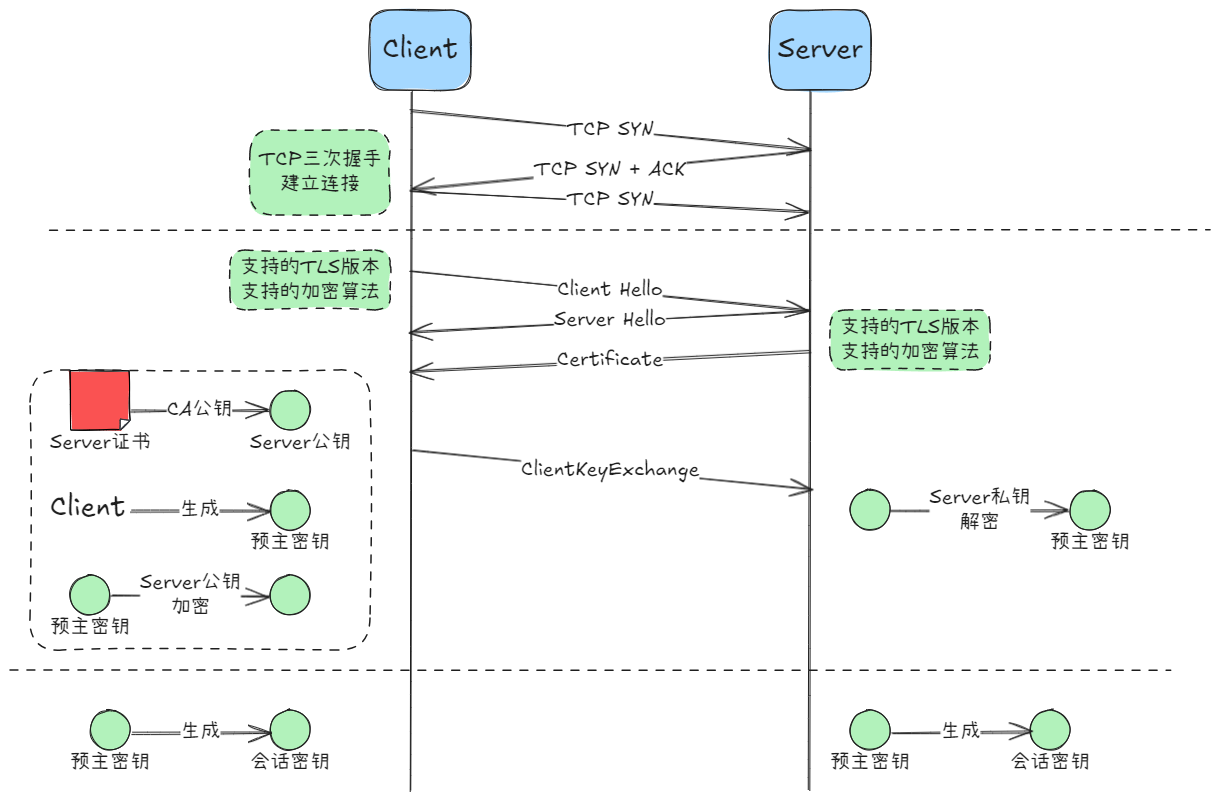 Client
Server
TCP SYN
TCP三次握手
建立连接
TCP SYN + ACK
TCP SYN
支持的TLS版本
支持的加密算法
Client Hello
Server Hello
支持的TLS版本
支持的加密算法
Certificate
CA公钥
Server证书
Server公钥
ClientKeyExchange
Client
生成
预主密钥
Server私钥
解密
预主密钥
Server公钥
加密
预主密钥
生成
预主密钥
会话密钥
生成
预主密钥
会话密钥